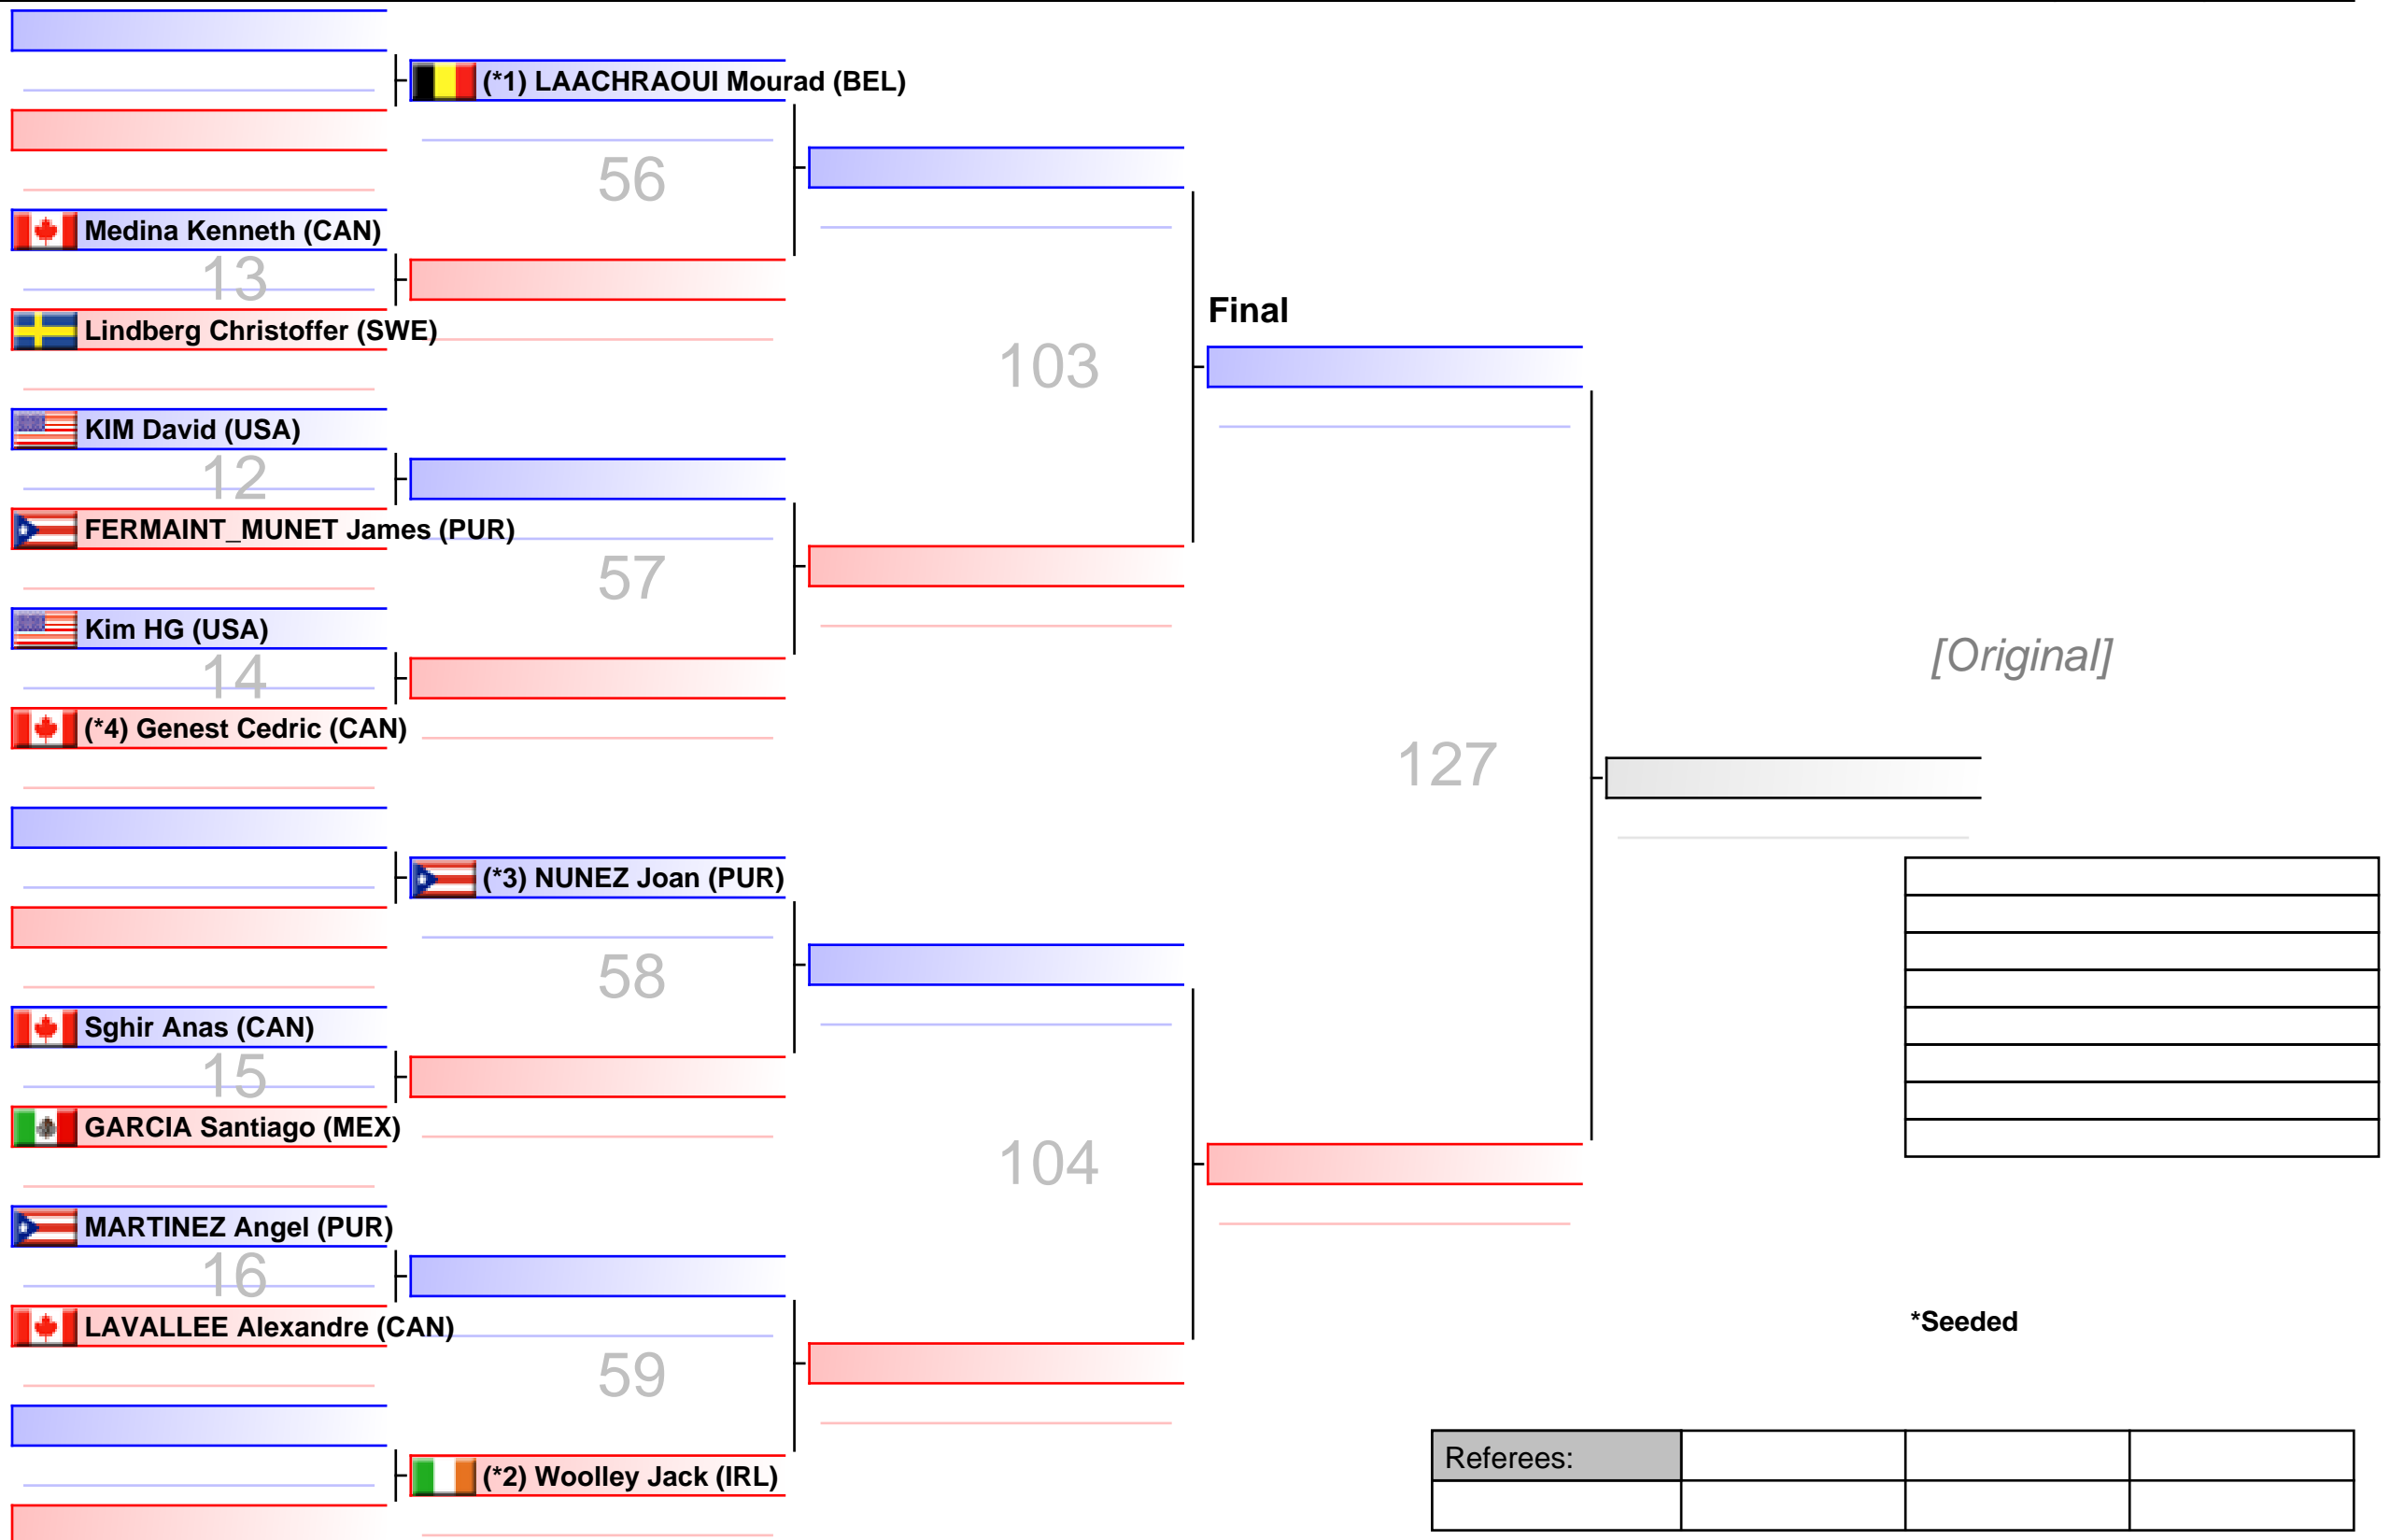 (*1) LAACHRAOUI Mourad (BEL)
56
Medina Kenneth (CAN)
13
Lindberg Christoffer (SWE)
Final
103
KIM David (USA)
12
FERMAINT_MUNET James (PUR)
57
Kim HG (USA)
14
[Original]
(*4) Genest Cedric (CAN)
127
(*3) NUNEZ Joan (PUR)
58
Sghir Anas (CAN)
15
GARCIA Santiago (MEX)
104
MARTINEZ Angel (PUR)
16
LAVALLEE Alexandre (CAN)
*Seeded
59
Referees:
(*2) Woolley Jack (IRL)